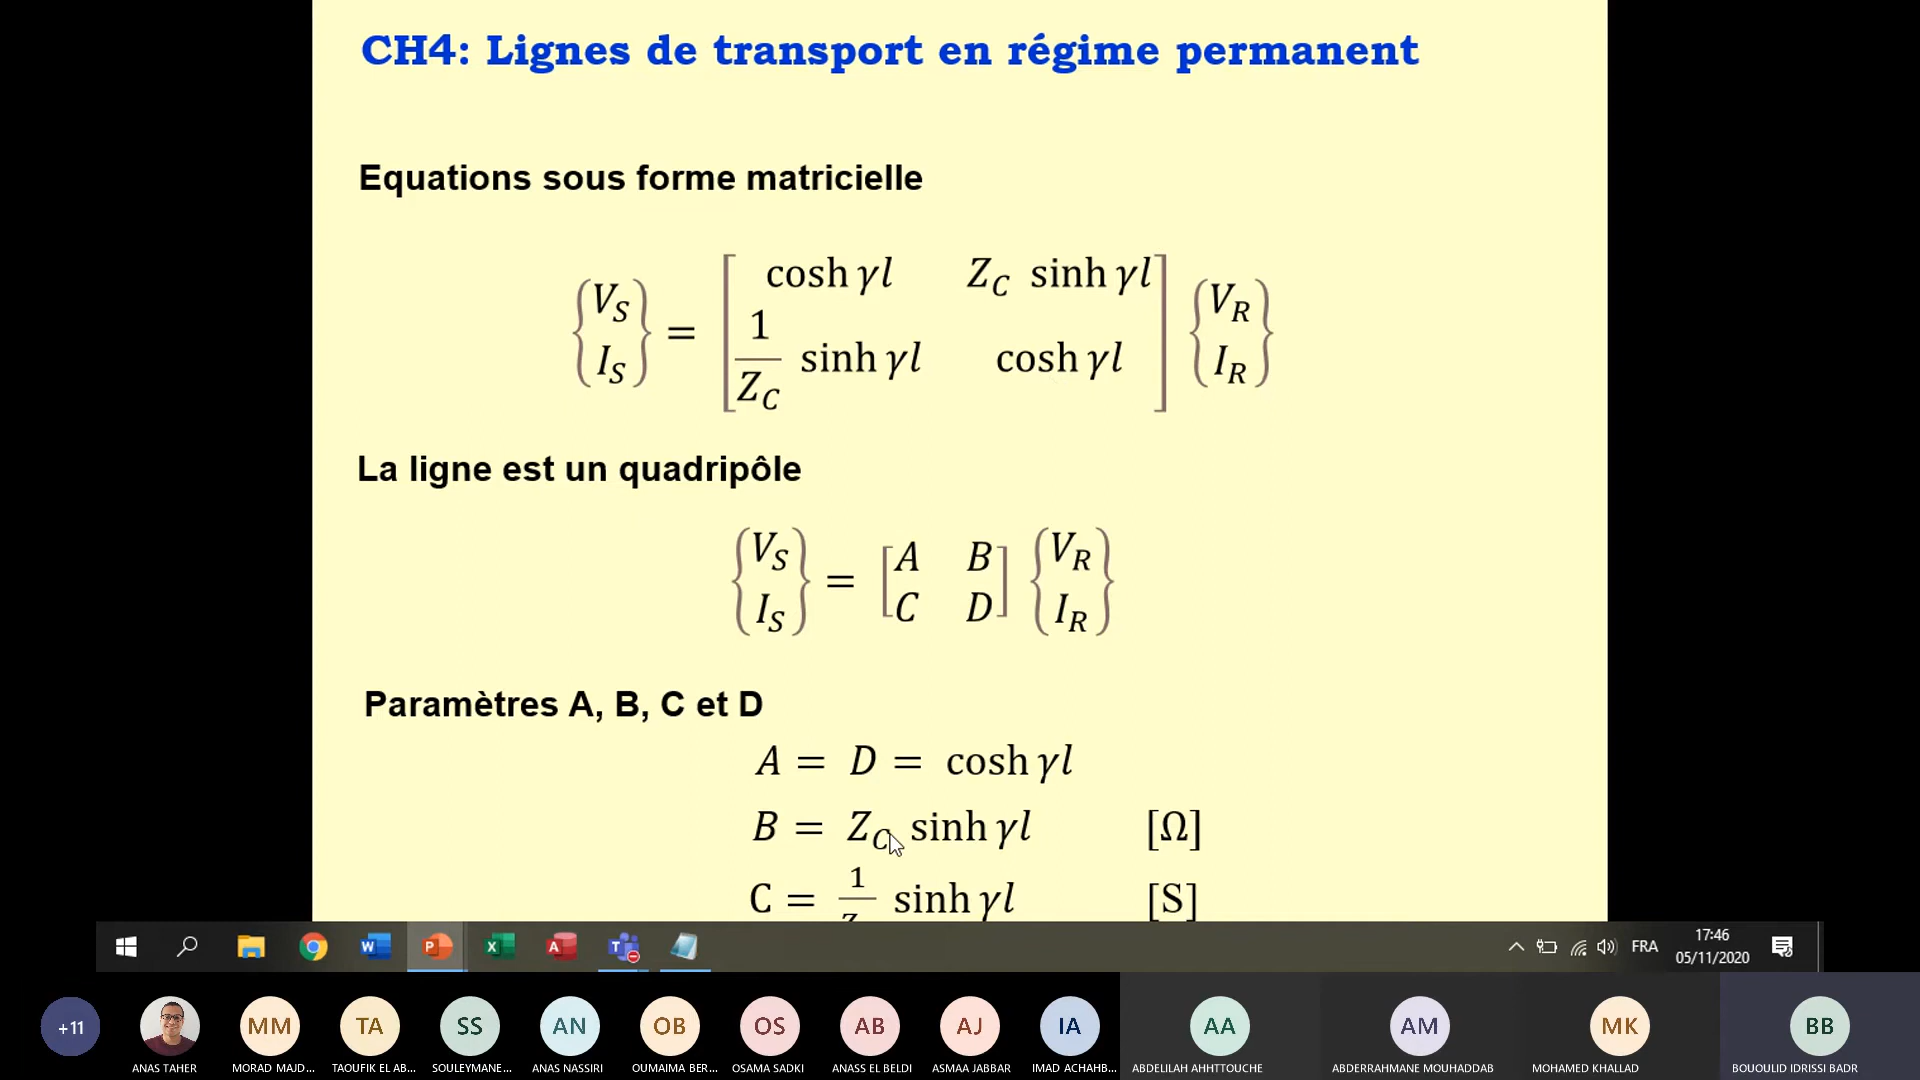 CH4: Lignes de transport en régime permanent
Equations sous forme matricielle
{V_S I_S} = [cosh γl  Z_C sinh γl ; 1/Z_C sinh γl  cosh γl] {V_R I_R}
La ligne est un quadripôle
{V_S I_S} = [A B ; C D] {V_R I_R}
Paramètres A, B, C et D
A = D = cosh γl
B = Z_C sinh γl [Ω]
C = 1/Z sinh γl [S]
FRA
17:46
05/11/2020
+11
MM
TA
SS
AN
OB
OS
AB
AJ
IA
AA
AM
MK
BB
ANAS TAHER
MORAD MAJD...
TAOUFIK EL AB...
SOULEYMANE...
ANAS NASSIRI
OUMAIMA BER...
OSAMA SADKI
ANASS EL BELDI
ASMAA JABBAR
IMAD ACHAHB...
ABDELILAH AHHTTOUCHE
ABDERRAHMANE MOUHADDAB
MOHAMED KHALLAD
BOUOULID IDRISSI BADR